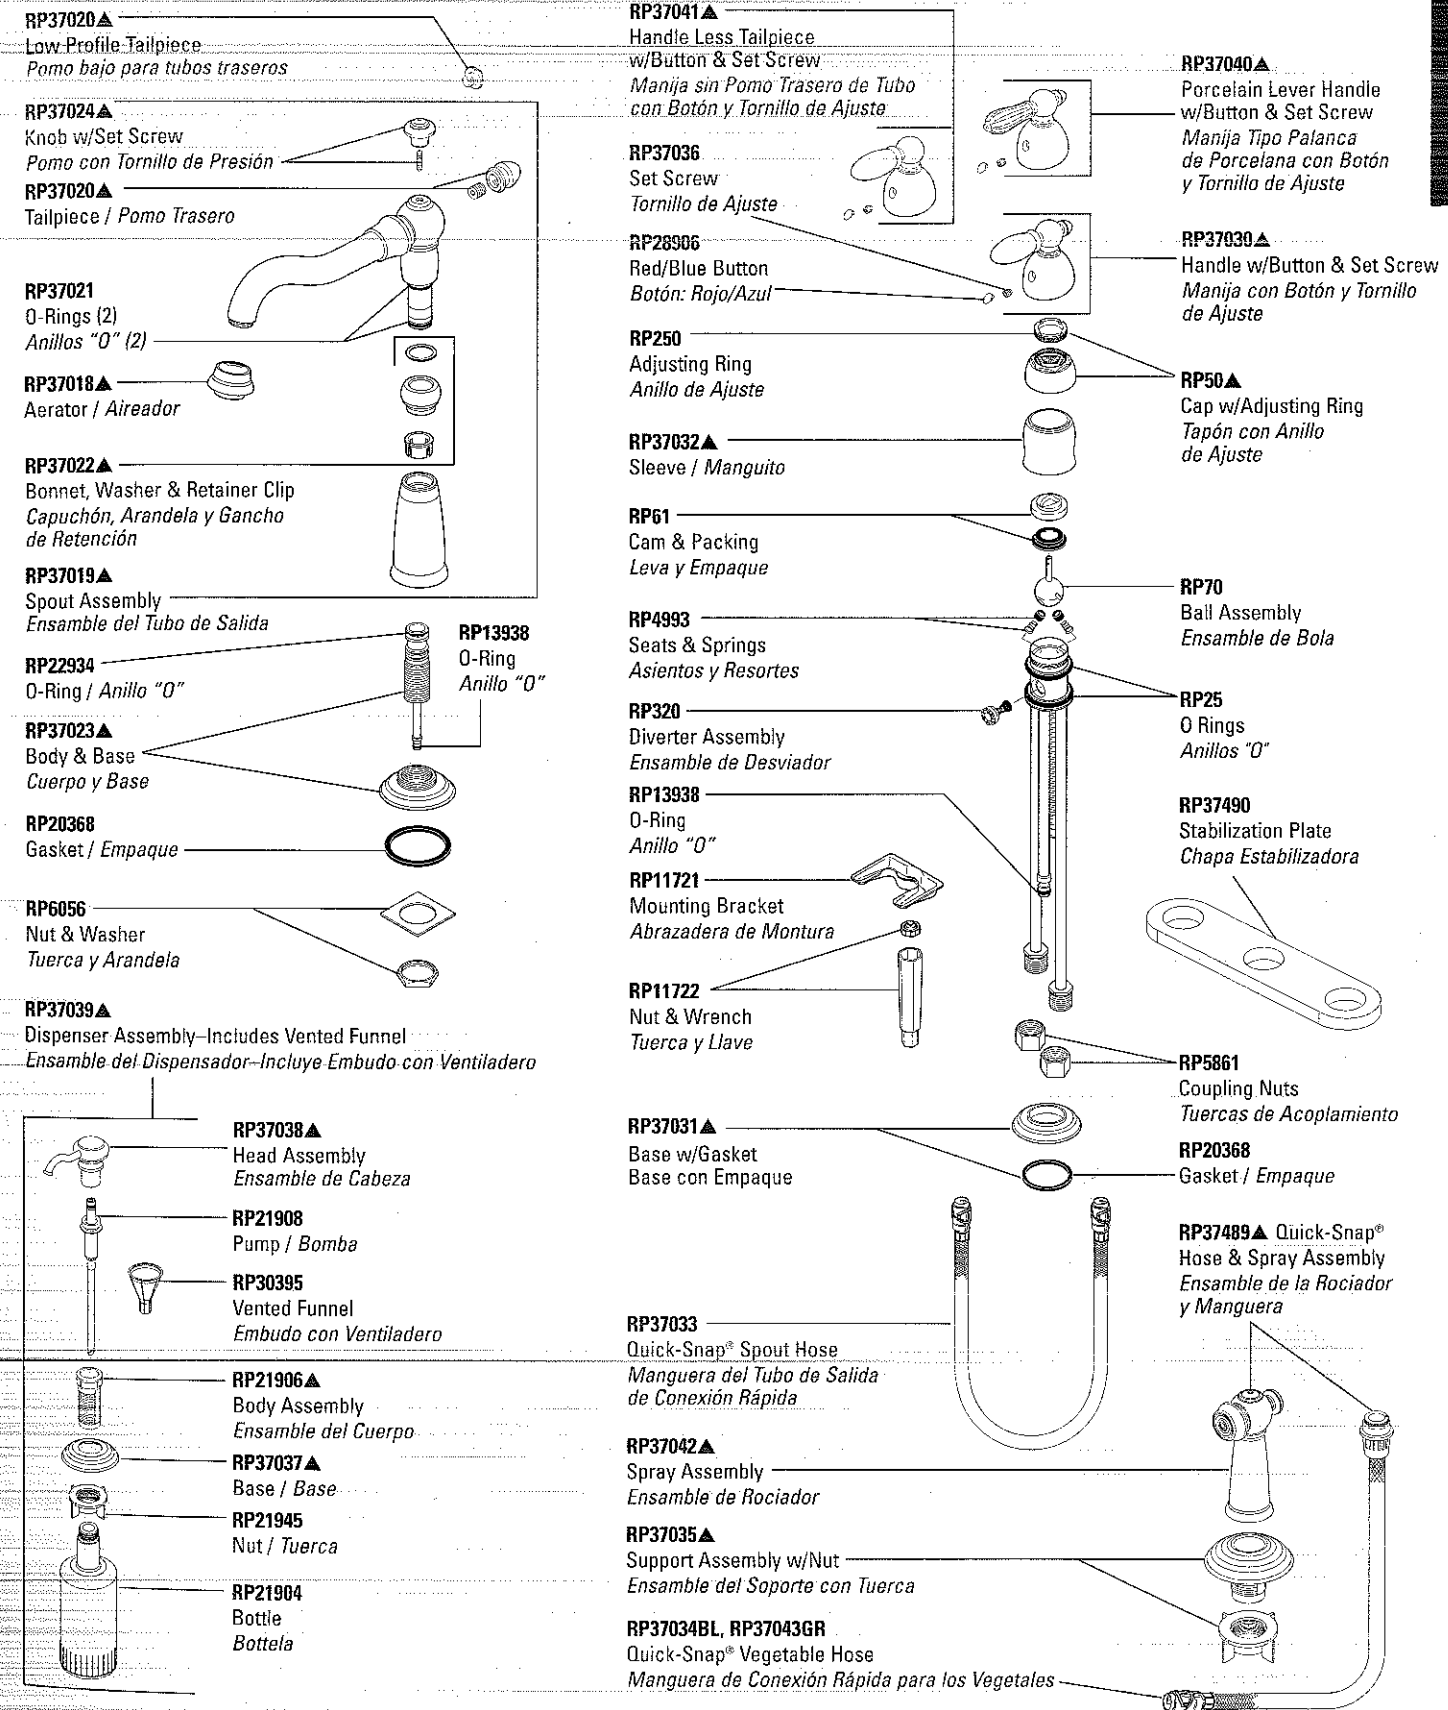 RP37020▲
Low Profile Tailpiece
Pomo bajo para tubos traseros
RP37024▲
Knob w/Set Screw
Pomo con Tornillo de Presión
RP37020▲
Tailpiece / Pomo Trasero
RP37021
O-Rings (2)
Anillos "O" (2)
RP37018▲
Aerator / Aireador
RP37022▲
Bonnet, Washer & Retainer Clip
Capuchón, Arandela y Gancho
de Retención
RP37019▲
Spout Assembly
Ensamble del Tubo de Salida
RP22934
O-Ring / Anillo "O"
RP13938
O-Ring
Anillo "O"
RP37023▲
Body & Base
Cuerpo y Base
RP20368
Gasket / Empaque
RP6056
Nut & Washer
Tuerca y Arandela
RP37039▲
Dispenser Assembly–Includes Vented Funnel
Ensamble del Dispensador–Incluye Embudo con Ventiladero
RP37038▲
Head Assembly
Ensamble de Cabeza
RP21908
Pump / Bomba
RP30395
Vented Funnel
Embudo con Ventiladero
RP21906▲
Body Assembly
Ensamble del Cuerpo
RP37037▲
Base / Base
RP21945
Nut / Tuerca
RP21904
Bottle
Bottela
RP37041▲
Handle Less Tailpiece
w/Button & Set Screw
Manija sin Pomo Trasero de Tubo
con Botón y Tornillo de Ajuste
RP37036
Set Screw
Tornillo de Ajuste
RP28906
Red/Blue Button
Botón: Rojo/Azul
RP250
Adjusting Ring
Anillo de Ajuste
RP37032▲
Sleeve / Manguito
RP61
Cam & Packing
Leva y Empaque
RP4993
Seats & Springs
Asientos y Resortes
RP320
Diverter Assembly
Ensamble de Desviador
RP13938
O-Ring
Anillo "O"
RP11721
Mounting Bracket
Abrazadera de Montura
RP11722
Nut & Wrench
Tuerca y Llave
RP37031▲
Base w/Gasket
Base con Empaque
RP37033
Quick-Snap® Spout Hose
Manguera del Tubo de Salida
de Conexión Rápida
RP37042▲
Spray Assembly
Ensamble de Rociador
RP37035▲
Support Assembly w/Nut
Ensamble del Soporte con Tuerca
RP37034BL, RP37043GR
Quick-Snap® Vegetable Hose
Manguera de Conexión Rápida para los Vegetales
RP37040▲
Porcelain Lever Handle
w/Button & Set Screw
Manija Tipo Palanca
de Porcelana con Botón
y Tornillo de Ajuste
RP37030▲
Handle w/Button & Set Screw
Manija con Botón y Tornillo
de Ajuste
RP50▲
Cap w/Adjusting Ring
Tapón con Anillo
de Ajuste
RP70
Ball Assembly
Ensamble de Bola
RP25
O Rings
Anillos "O"
RP37490
Stabilization Plate
Chapa Estabilizadora
RP5861
Coupling Nuts
Tuercas de Acoplamiento
RP20368
Gasket / Empaque
RP37489▲ Quick-Snap®
Hose & Spray Assembly
Ensamble de la Rociador
y Manguera